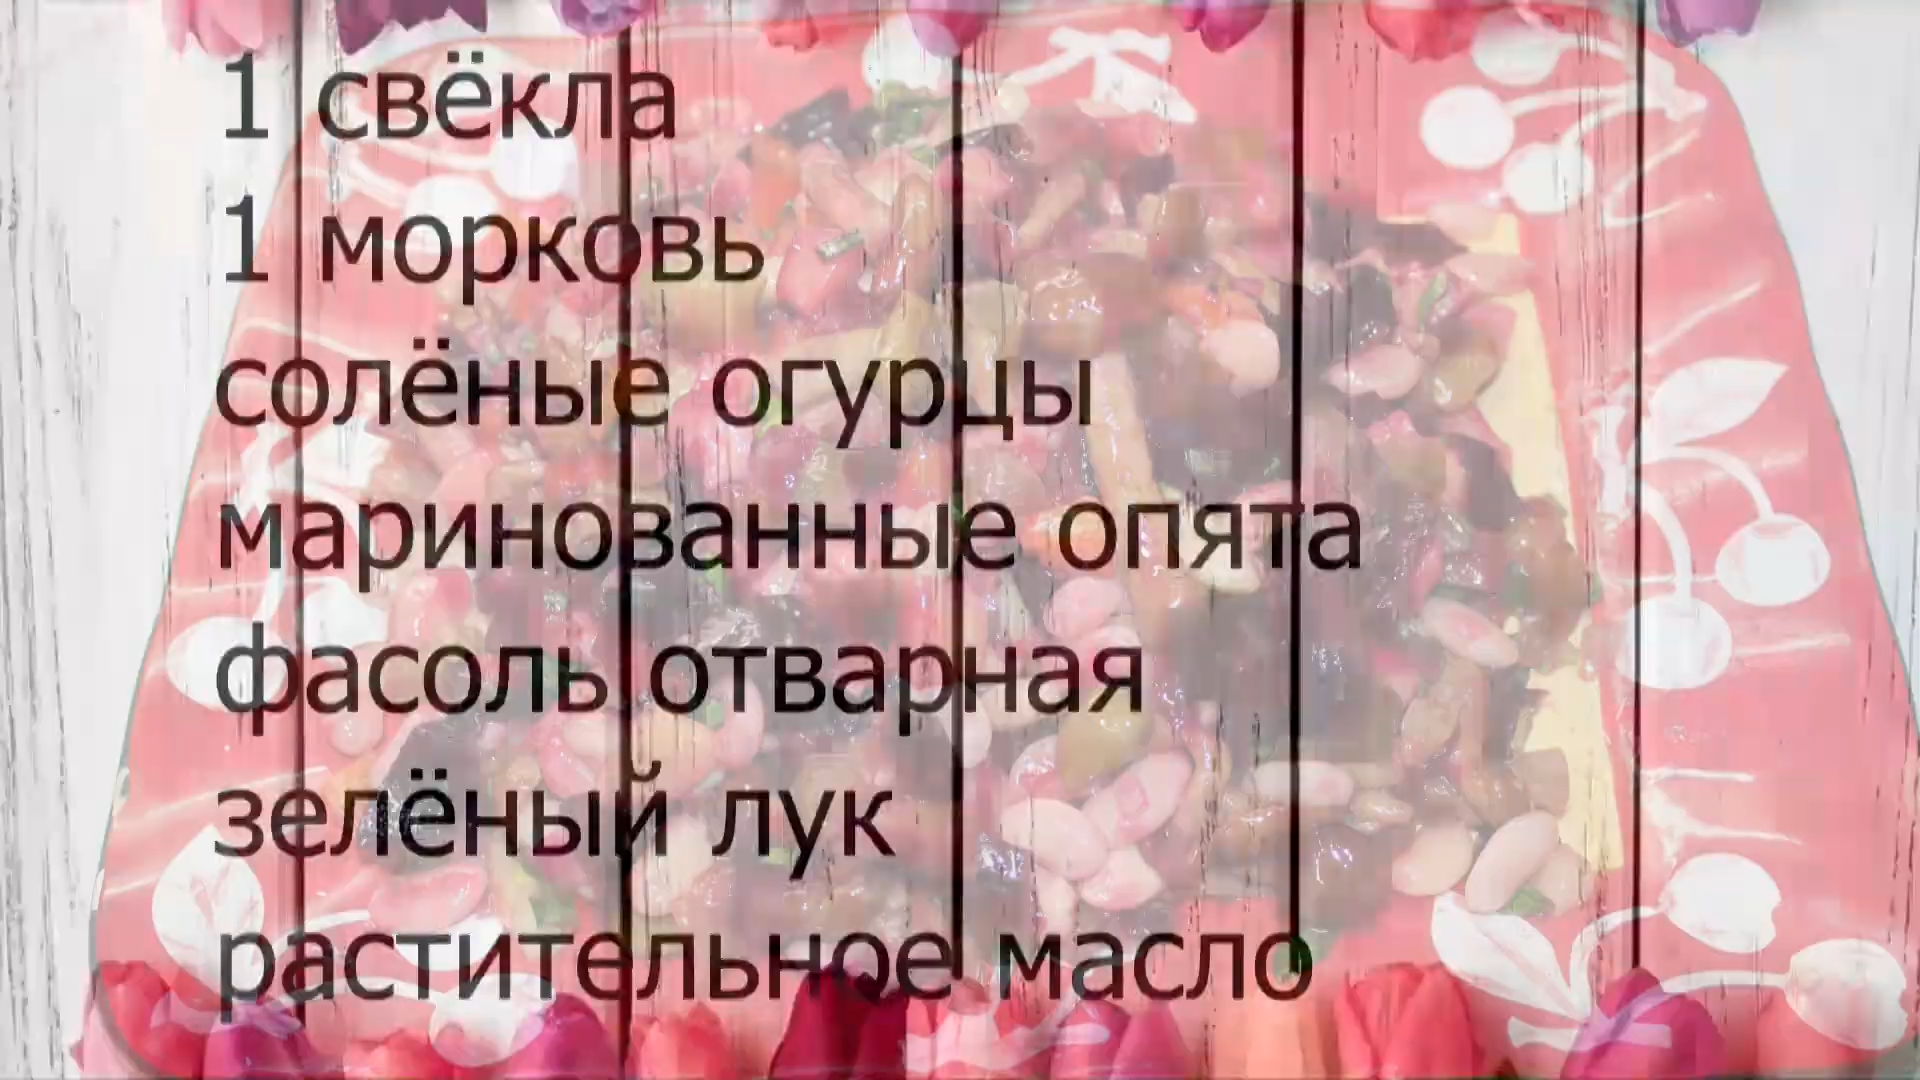 1 свёкла
1 морковь
солёные огурцы
маринованные опята
фасоль отварная
зелёный лук
растительное масло